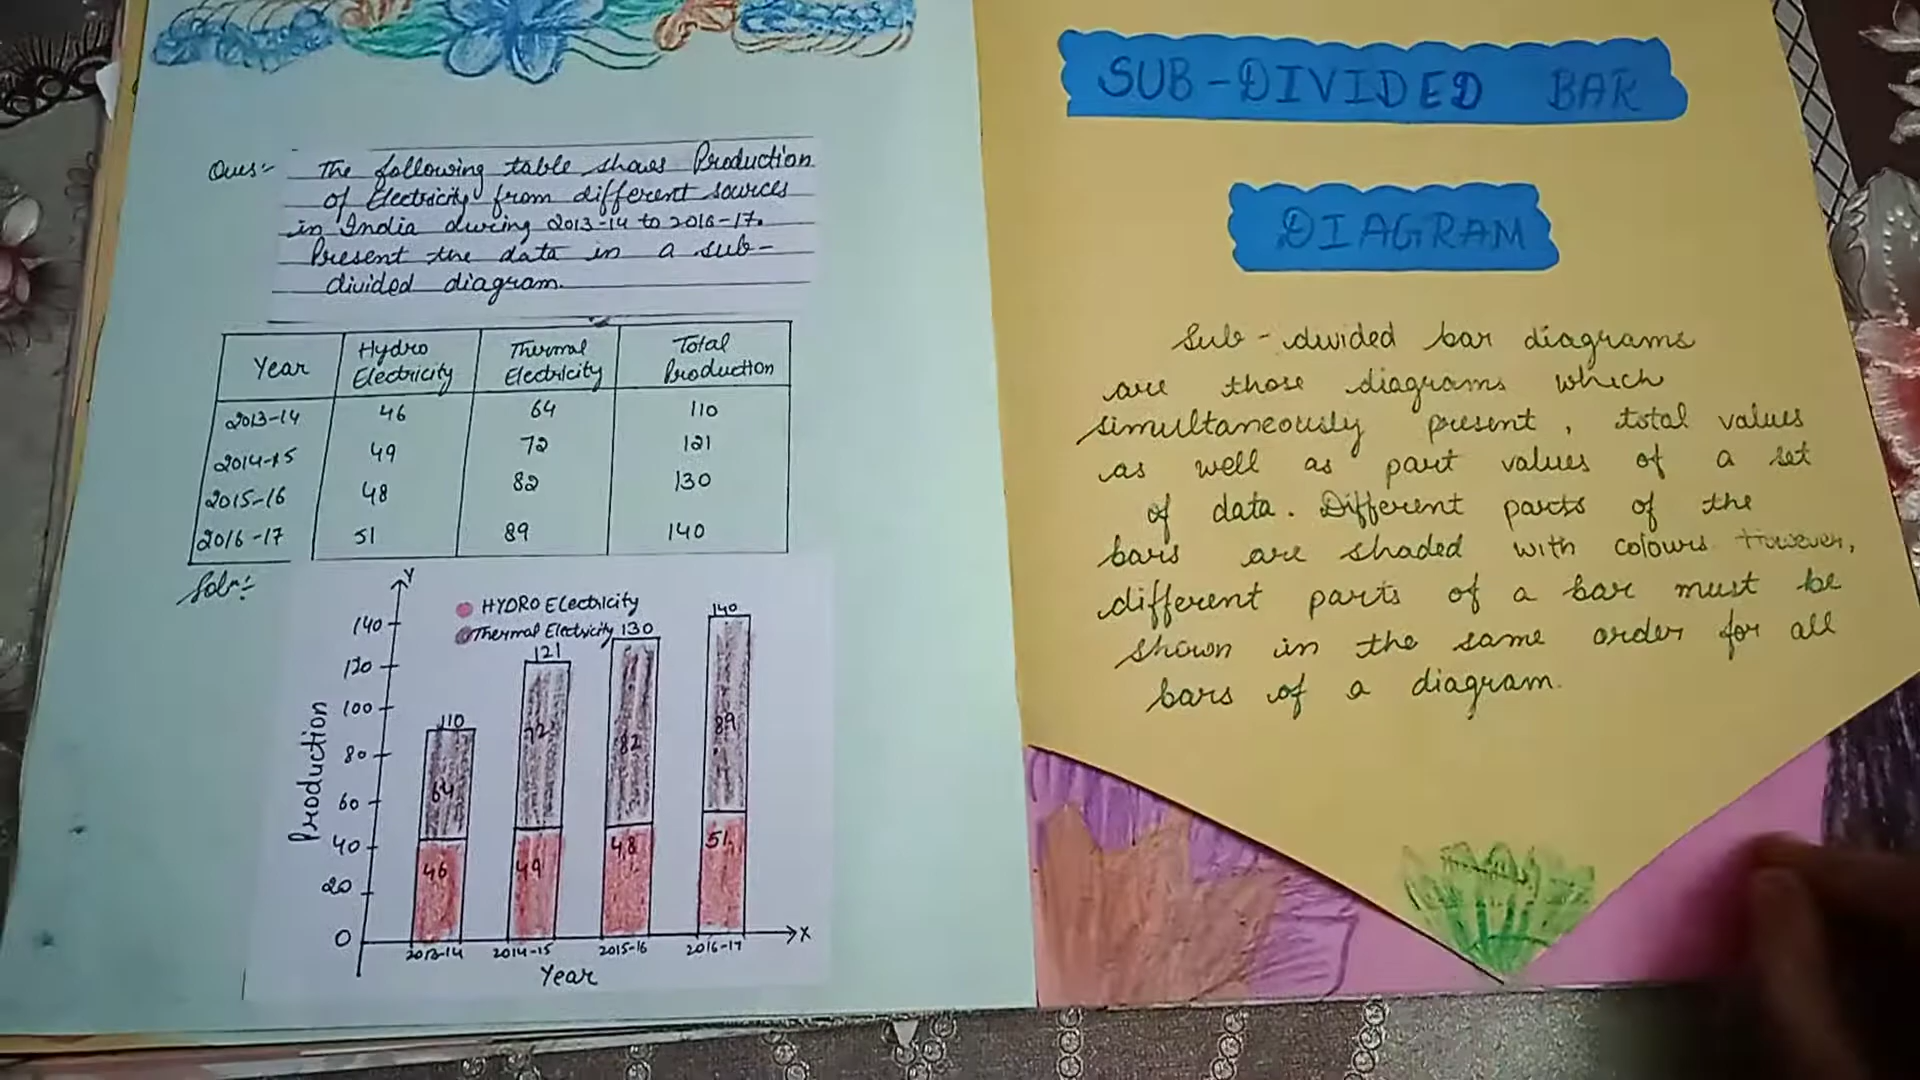 Ques:-
The following table shows Production
of Electricity from different sources
in India during 2013-14 to 2016-17.
Present the data in a sub-
divided diagram.
Year Hydro Electricity Thermal Electricity Total Production
2013-14 46 64 110
2014-15 49 72 121
2015-16 48 82 130
2016-17 51 89 140
Soln:-
Y
HYDRO Electricity
Thermal Electricity
140
120
100
80
60
40
20
0
Production
110
64
46
121
72
49
130
82
48
140
89
51
2013-14 2014-15 2015-16 2016-17
X
Year
SUB-DIVIDED BAR
DIAGRAM
Sub-divided bar diagrams
are those diagrams which
simultaneously present, total values
as well as part values of a set
of data. Different parts of the
bars are shaded with colours However,
different parts of a bar must be
shown in the same order for all
bars of a diagram.